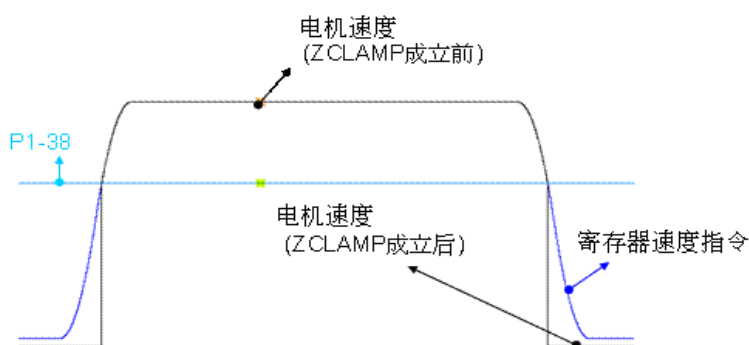 电机速度
(ZCLAMP成立前)
P1-38
电机速度
(ZCLAMP成立后)
寄存器速度指令